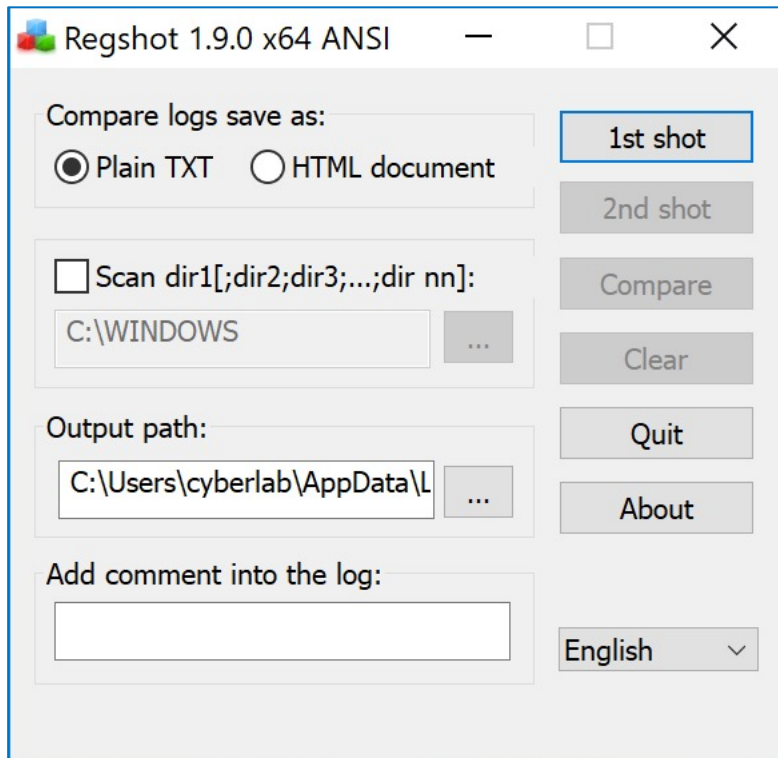 Regshot 1.9.0 x64 ANSI
Compare logs save as:
Plain TXT
HTML document
1st shot
2nd shot
Scan dir1[;dir2;dir3;...;dir nn]:
C:\WINDOWS
...
Compare
Clear
Output path:
C:\Users\cyberlab\AppData\L
...
Quit
About
Add comment into the log:
English